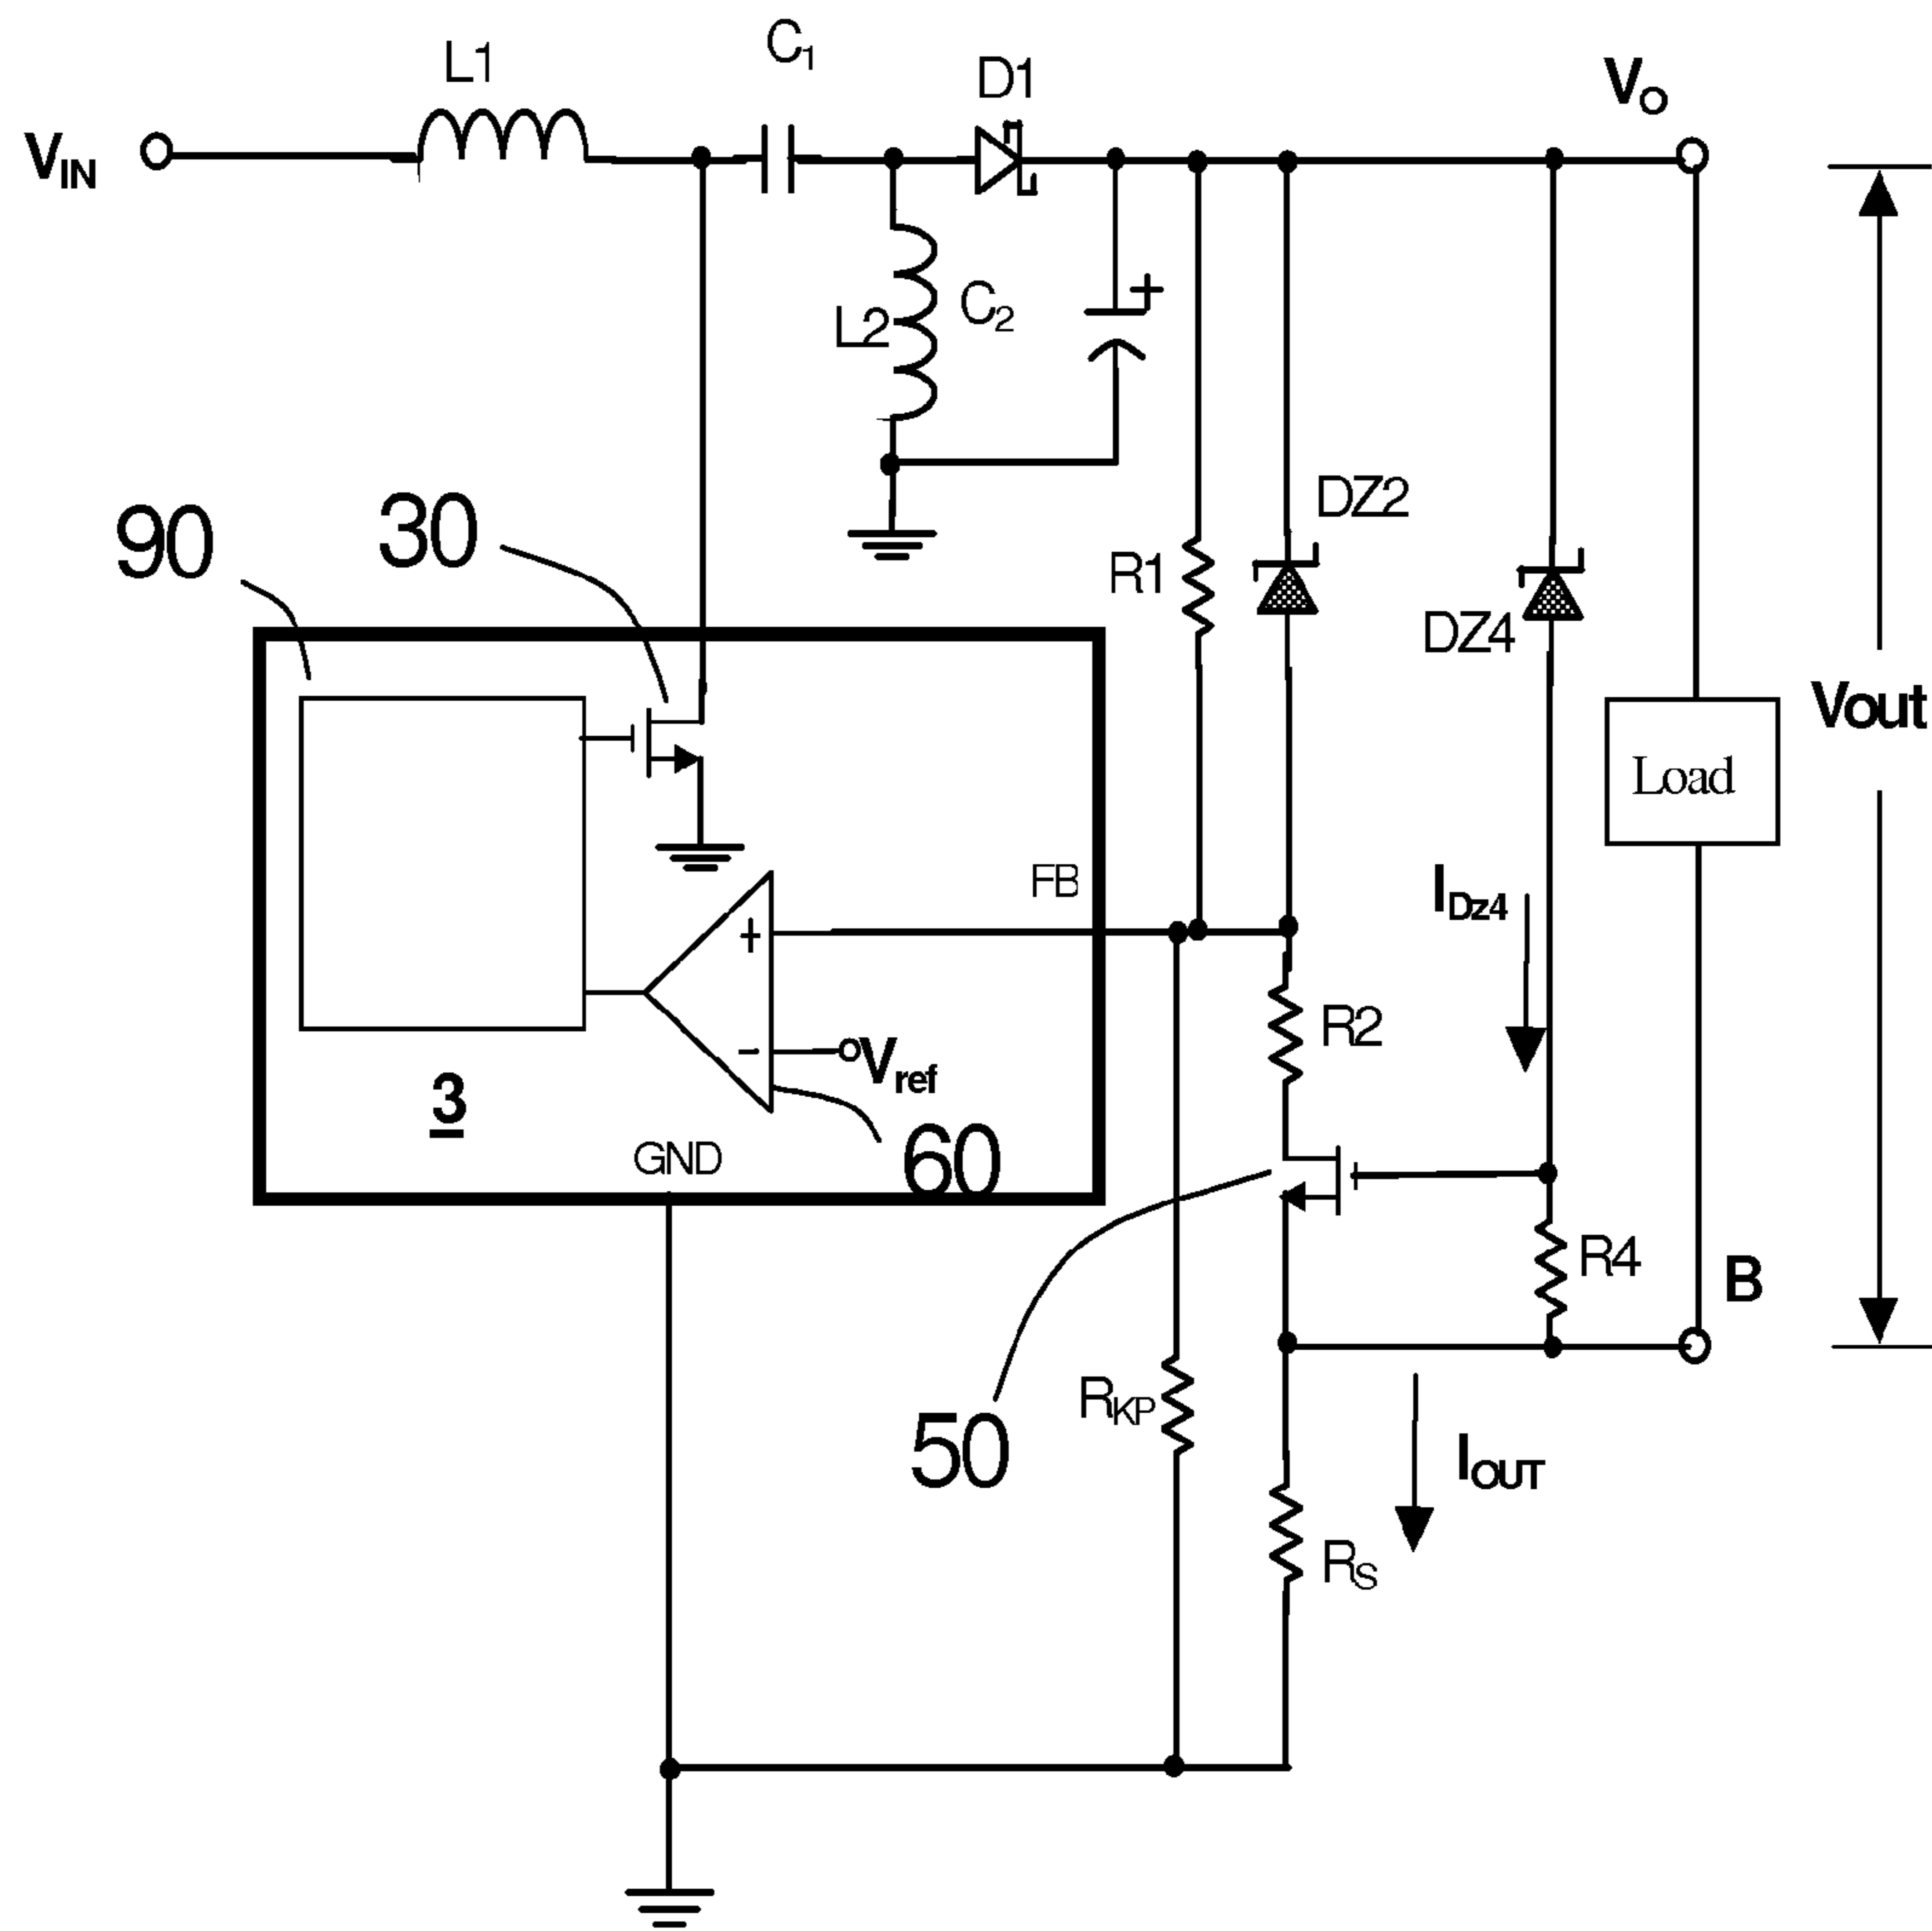 L1
C1
D1
VO
VIN
+
L2
C2
DZ2
90
30
R1
DZ4
Vout
Load
FB
IDz4
+
R2
−
Vref
3
GND
60
R4
B
RKP
50
IOUT
RS